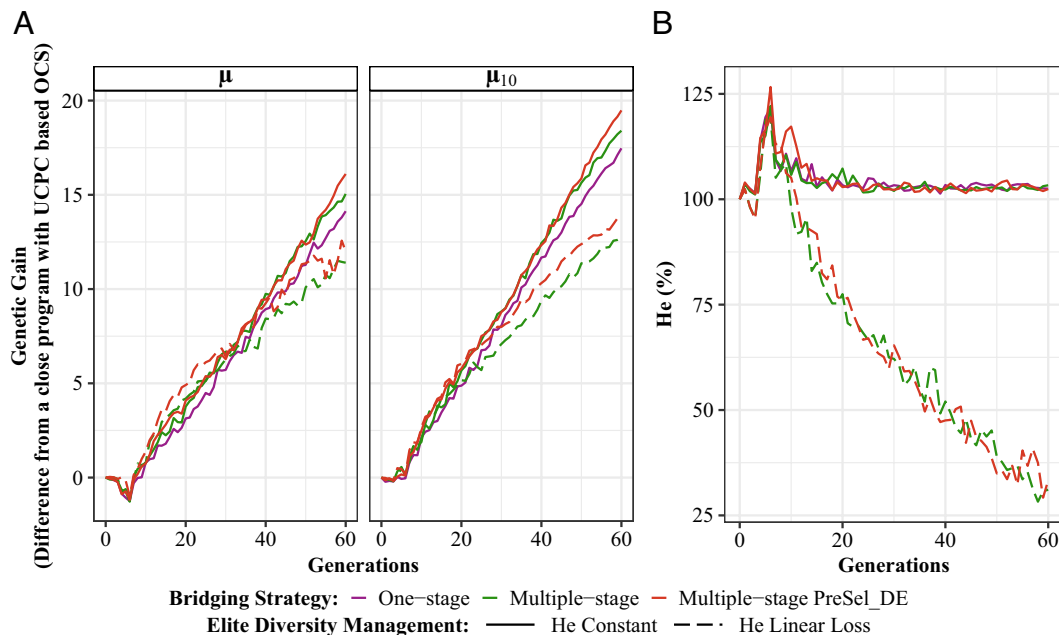 A
B
μ
μ10
Genetic Gain
(Difference from a close program with UCPC based OCS)
20
15
10
5
0
0 20 40 60
0 20 40 60
Generations
He (%)
125
100
75
50
25
0 20 40 60
Generations
Bridging Strategy: One−stage Multiple−stage Multiple−stage PreSel_DE
Elite Diversity Management: He Constant He Linear Loss